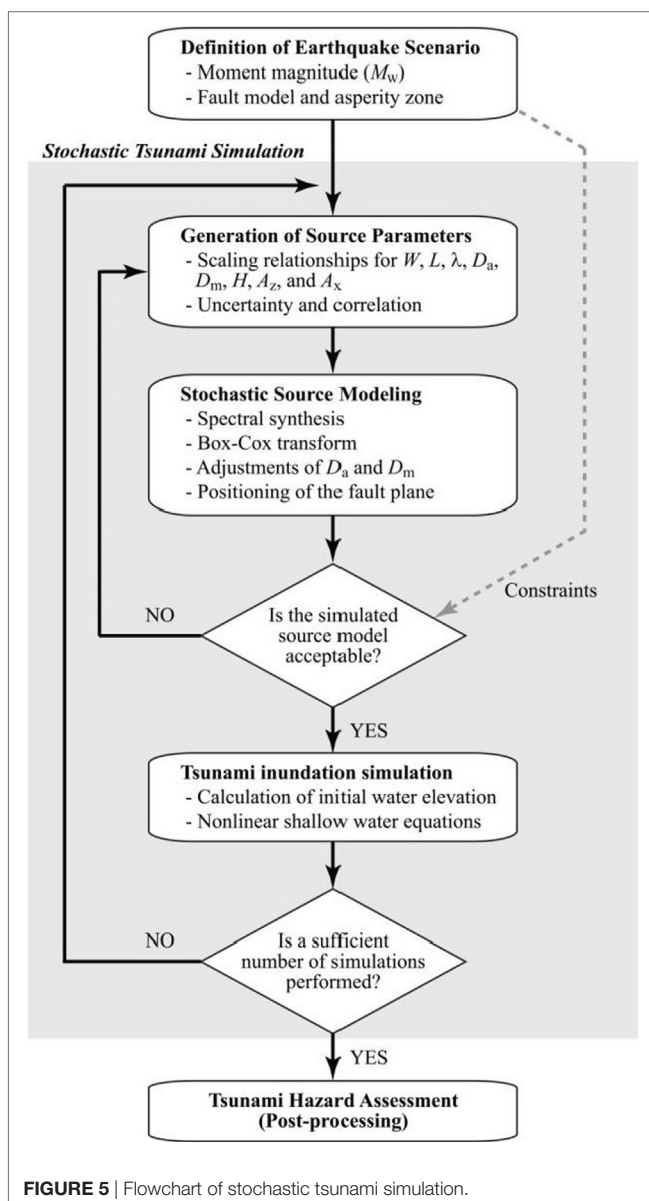 Definition of Earthquake Scenario
- Moment magnitude (Mw)
- Fault model and asperity zone
Stochastic Tsunami Simulation
Generation of Source Parameters
- Scaling relationships for W, L, λ, Da,
Dm, H, Az, and Ax
- Uncertainty and correlation
Stochastic Source Modeling
- Spectral synthesis
- Box-Cox transform
- Adjustments of Da and Dm
- Positioning of the fault plane
Constraints
NO
Is the simulated
source model
acceptable?
YES
Tsunami inundation simulation
- Calculation of initial water elevation
- Nonlinear shallow water equations
NO
Is a sufficient
number of simulations
performed?
YES
Tsunami Hazard Assessment
(Post-processing)
FIGURE 5 | Flowchart of stochastic tsunami simulation.